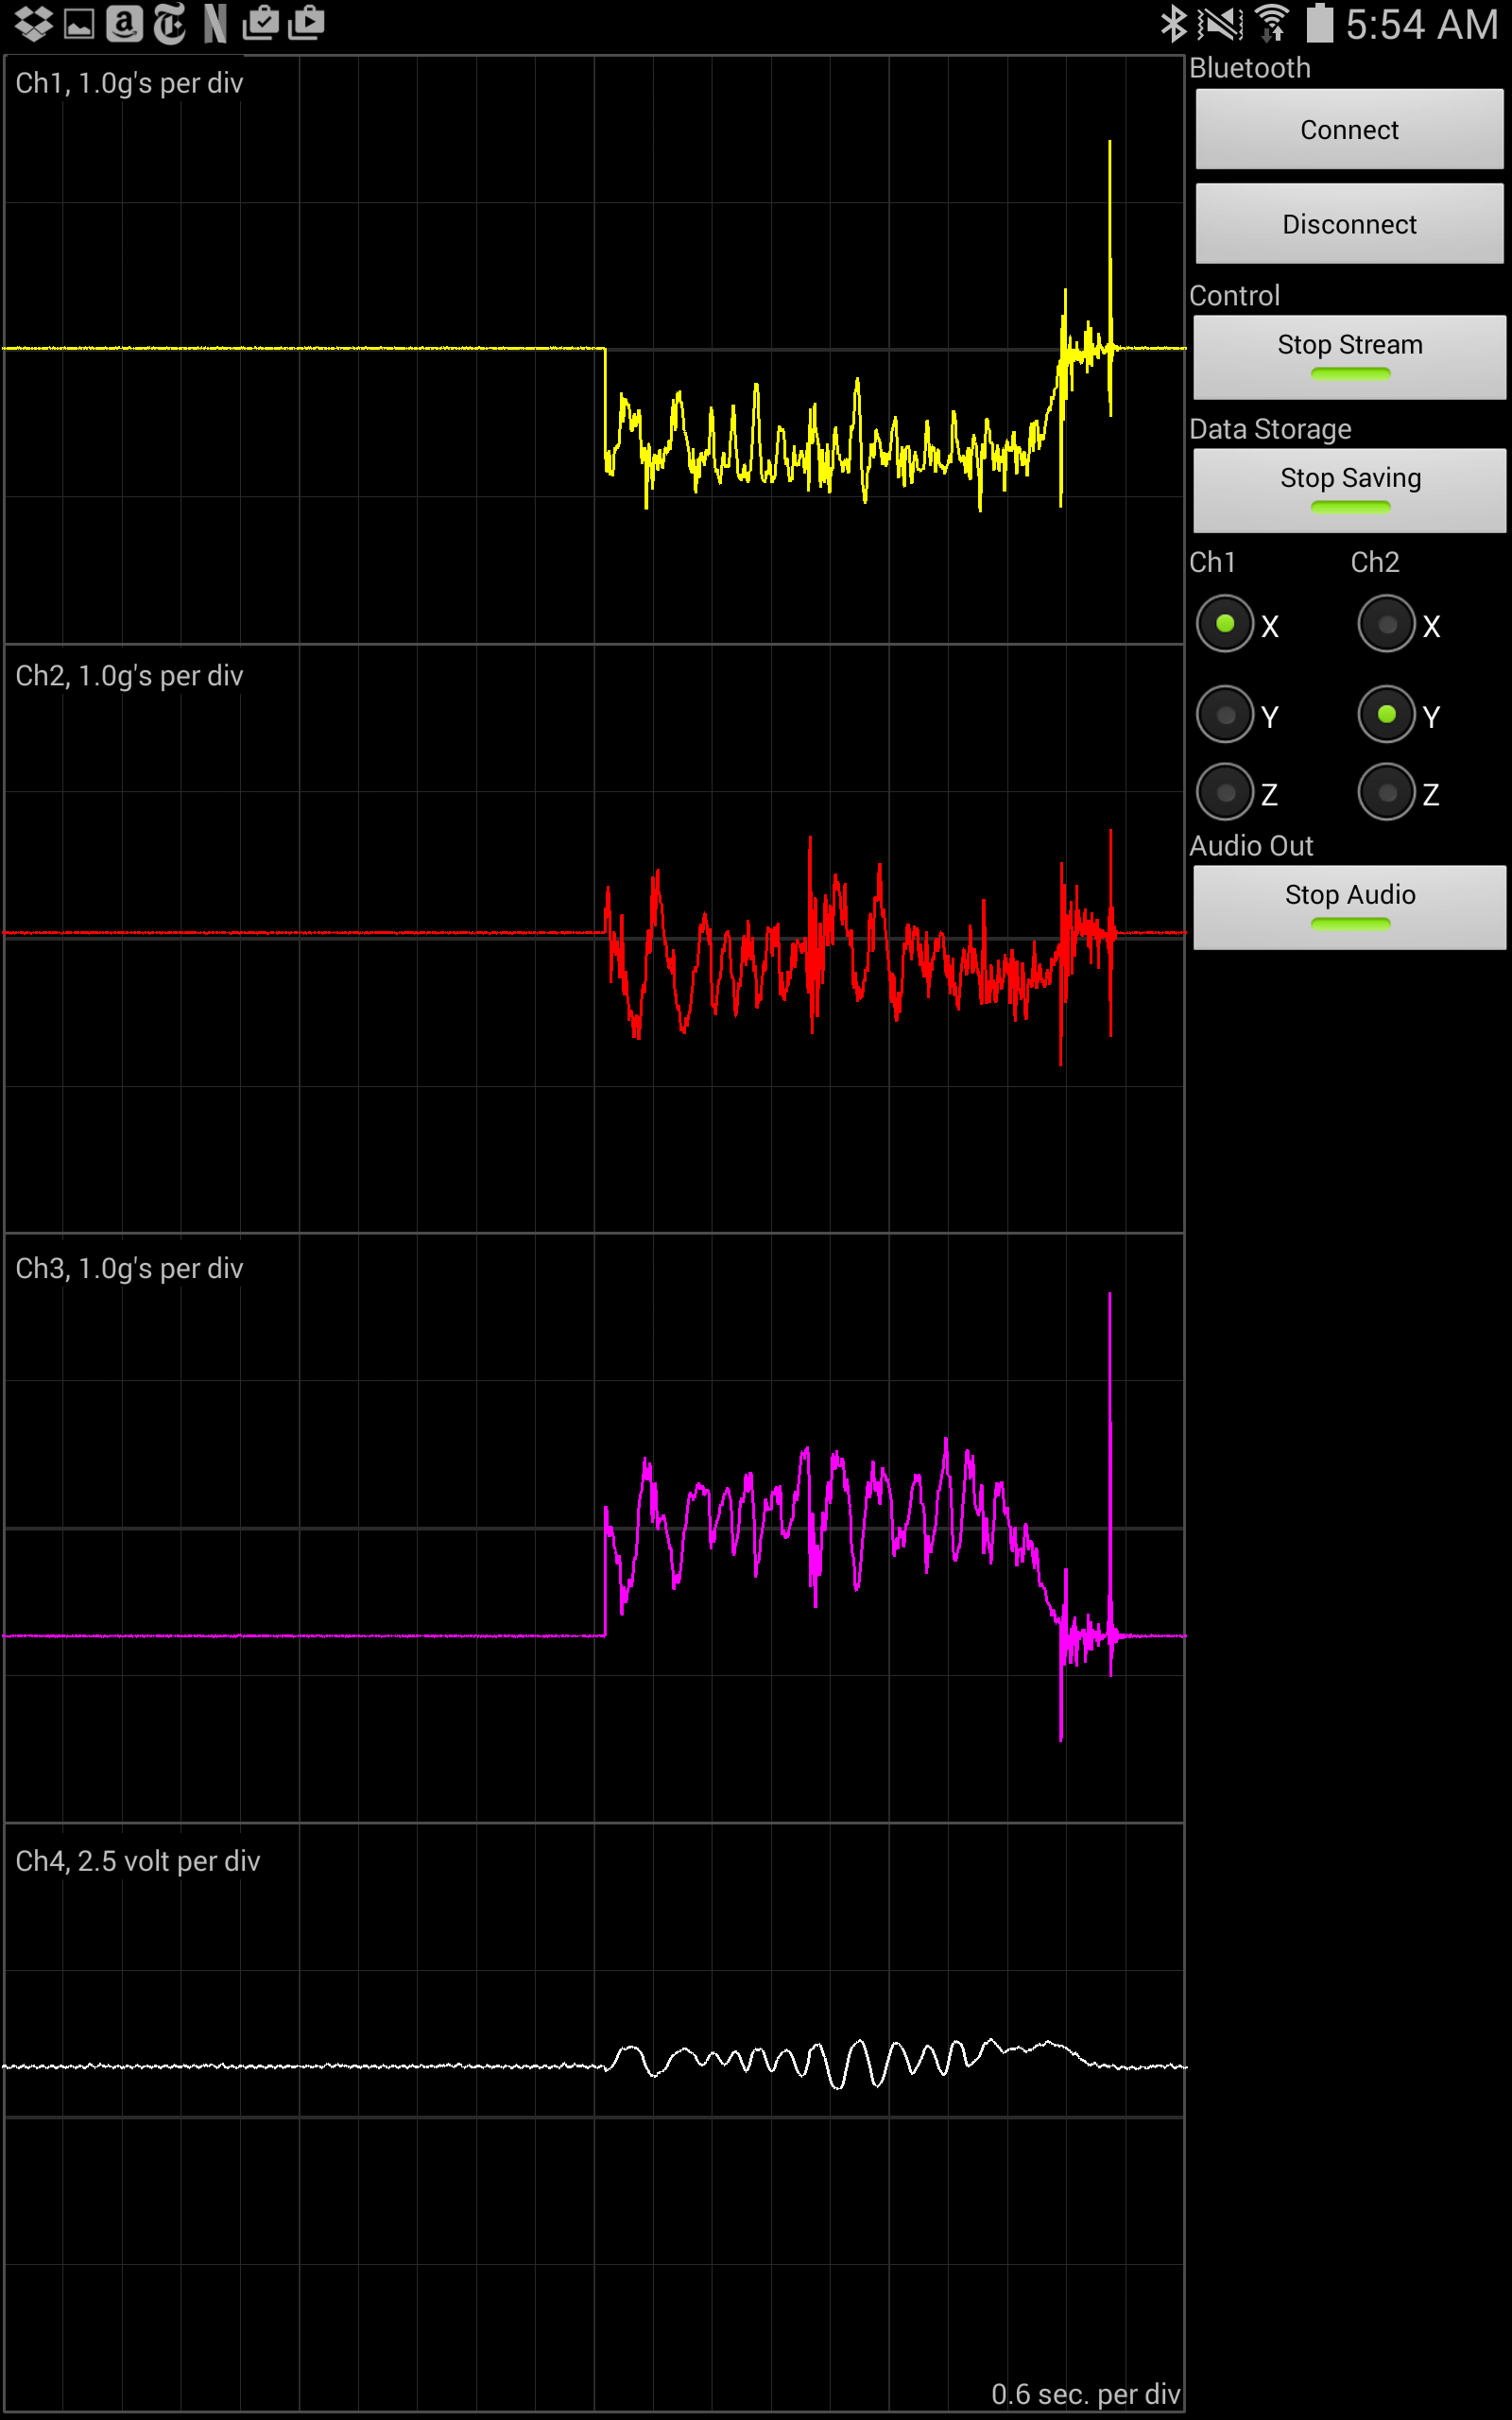 5:54 AM
Ch1, 1.0g's per div
Bluetooth
Connect
Disconnect
Control
Stop Stream
Data Storage
Stop Saving
Ch1 Ch2
X X
Y Y
Z Z
Audio Out
Stop Audio
Ch2, 1.0g's per div
Ch3, 1.0g's per div
Ch4, 2.5 volt per div
0.6 sec. per div